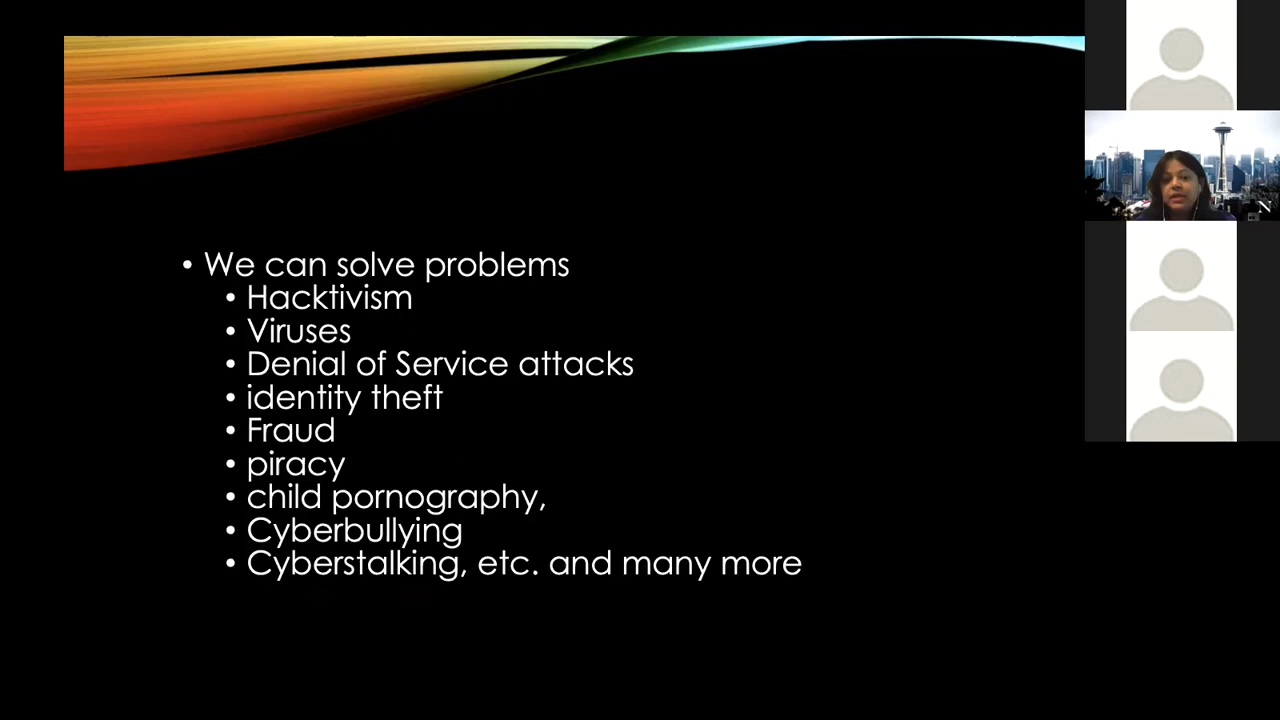 • We can solve problems
• Hacktivism
• Viruses
• Denial of Service attacks
• identity theft
• Fraud
• piracy
• child pornography,
• Cyberbullying
• Cyberstalking, etc. and many more
N